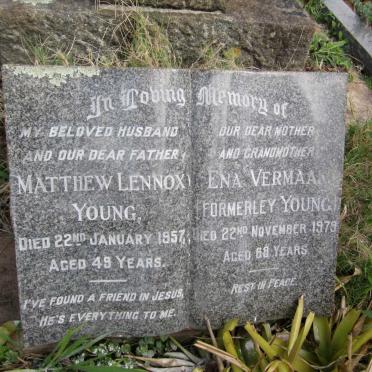 In Loving Memory of
MY BELOVED HUSBAND
AND OUR DEAR FATHER
MATTHEW LENNOX
YOUNG,
DIED 22ND JANUARY 1957,
AGED 49 YEARS.
I'VE FOUND A FRIEND IN JESUS,
HE'S EVERYTHING TO ME.
OUR DEAR MOTHER
AND GRANDMOTHER
ENA VERMAAK
FORMERLEY YOUNG,
DIED 22ND NOVEMBER 1979
AGED 68 YEARS
REST IN PEACE.